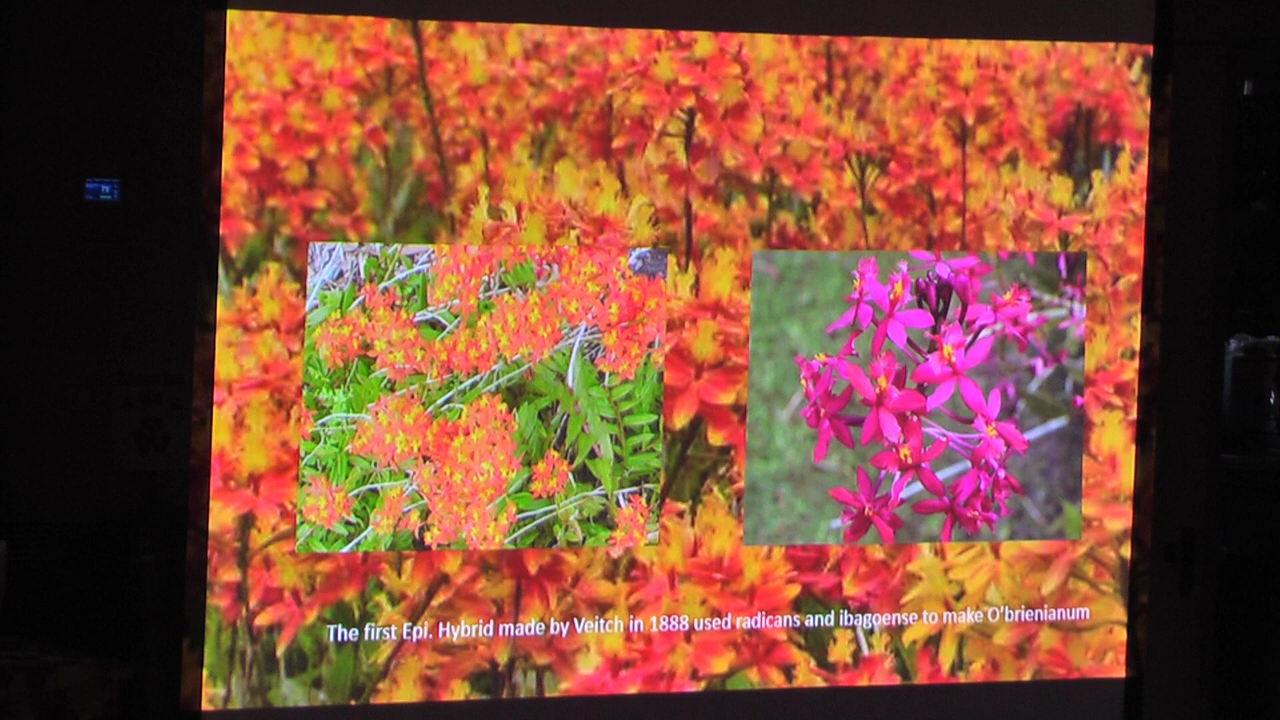 The first Epi. Hybrid made by Veitch in 1888 used radicans and ibagoense to make O'brienianum